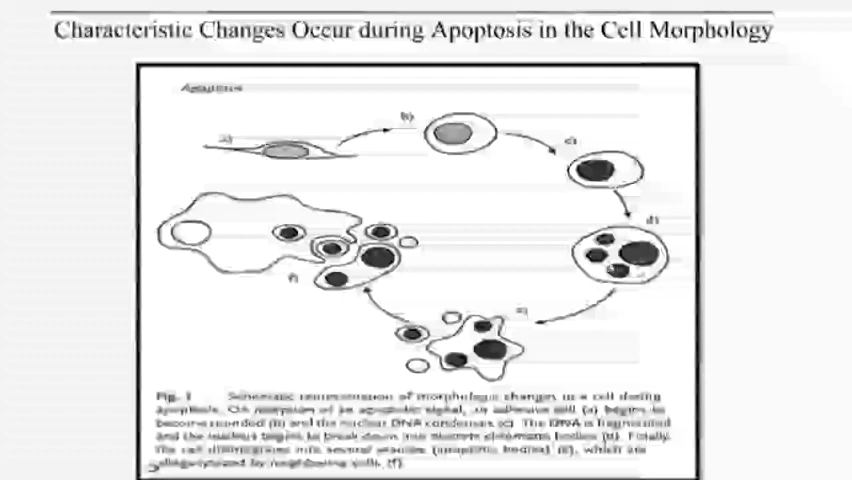 Characteristic Changes Occur during Apoptosis in the Cell Morphology
Apoptosis
a)
b)
c)
d)
e)
f)
Fig. 1 Schematic representation of morphologic changes in a cell during
apoptosis. On reception of an apoptotic signal, an adhesive cell (a) begins to
become rounded (b) and the nuclear DNA condenses (c). The DNA is fragmented
and the nucleus begins to break down into discrete chromatin bodies (d). Finally
the cell disintegrates into several vesicles (apoptotic bodies) (e), which are
phagocytosed by neighboring cells (f).